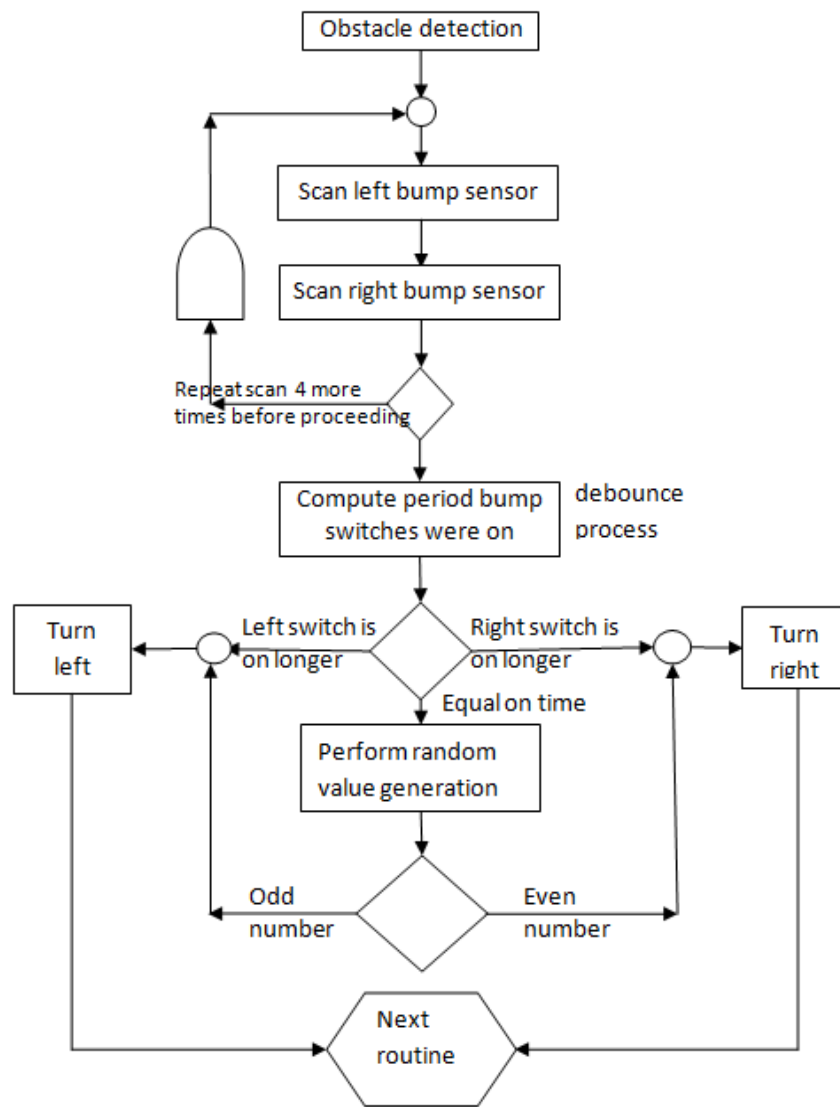 Obstacle detection
Scan left bump sensor
Scan right bump sensor
Repeat scan 4 more
times before proceeding
Compute period bump
switches were on
debounce
process
Turn
left
Left switch is
on longer
Right switch is
on longer
Turn
right
Equal on time
Perform random
value generation
Odd
number
Even
number
Next
routine